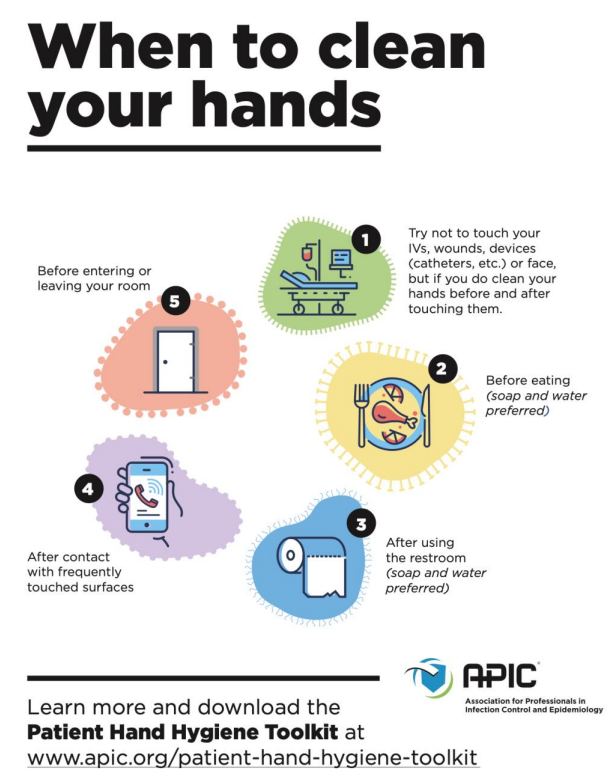 When to clean
your hands
1
Try not to touch your
IVs, wounds, devices
(catheters, etc.) or face,
but if you do clean your
hands before and after
touching them.
2
Before eating
(soap and water
preferred)
3
After using
the restroom
(soap and water
preferred)
4
After contact
with frequently
touched surfaces
5
Before entering or
leaving your room
APIC
Association for Professionals in
Infection Control and Epidemiology
Learn more and download the
Patient Hand Hygiene Toolkit at
www.apic.org/patient-hand-hygiene-toolkit